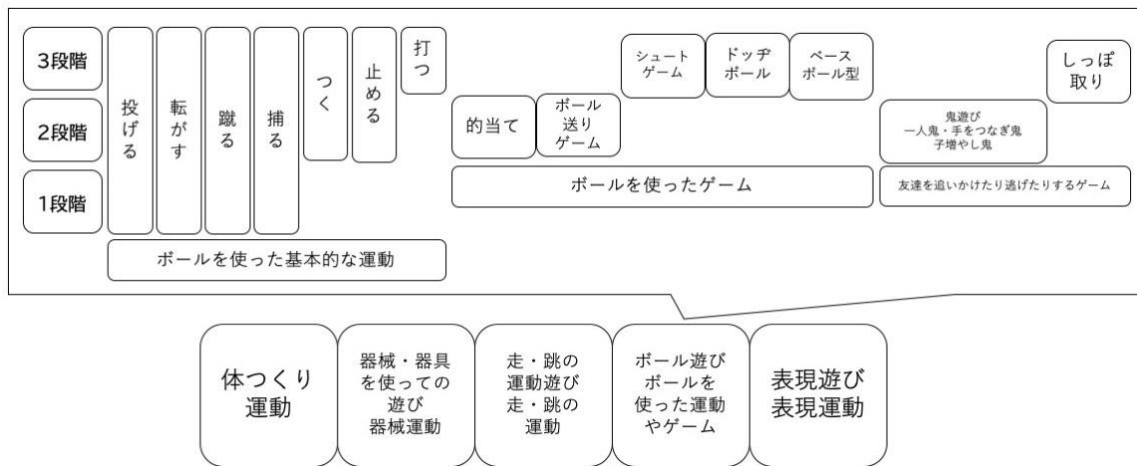 3段階
2段階
1段階
投げる
転がす
蹴る
捕る
つく
止める
打つ
ボールを使った基本的な運動
的当て
ボール
送り
ゲーム
シュート
ゲーム
ドッヂ
ボール
ベース
ボール型
ボールを使ったゲーム
鬼遊び
一人鬼・手をつなぎ鬼
子増やし鬼
しっぽ
取り
友達を追いかけたり逃げたりするゲーム
体つくり
運動
器械・器具
を使っての
遊び
器械運動
走・跳の
運動遊び
走・跳の
運動
ボール遊び
ボールを
使った運動
やゲーム
表現遊び
表現運動